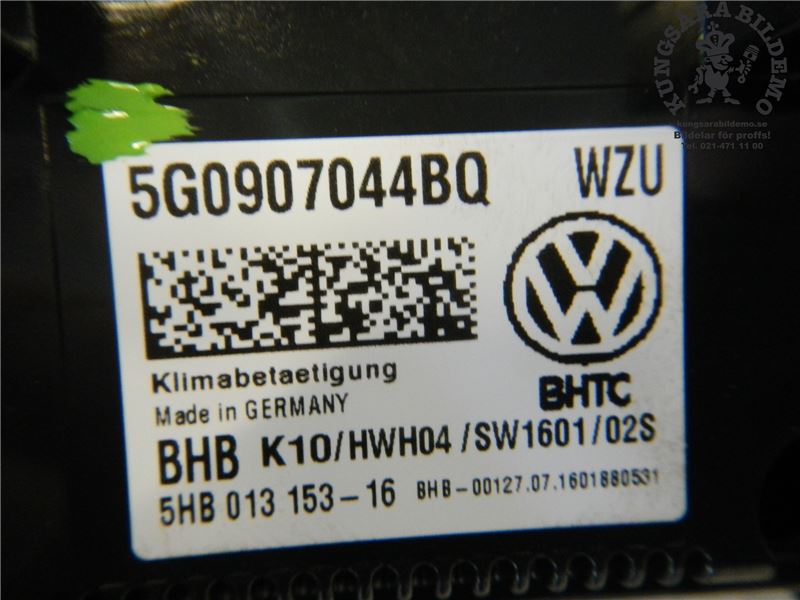 KUNGSARA BILDEMO
kungsarabildemo.se
Bildelar för proffs!
Tel. 021-471 11 00
5G0907044BQ WZU
Klimabetaetigung
BHTC
Made in GERMANY
BHB K10/HWH04/SW1601/02S
5HB 013 153-16 BHB-00127.07.1601880531